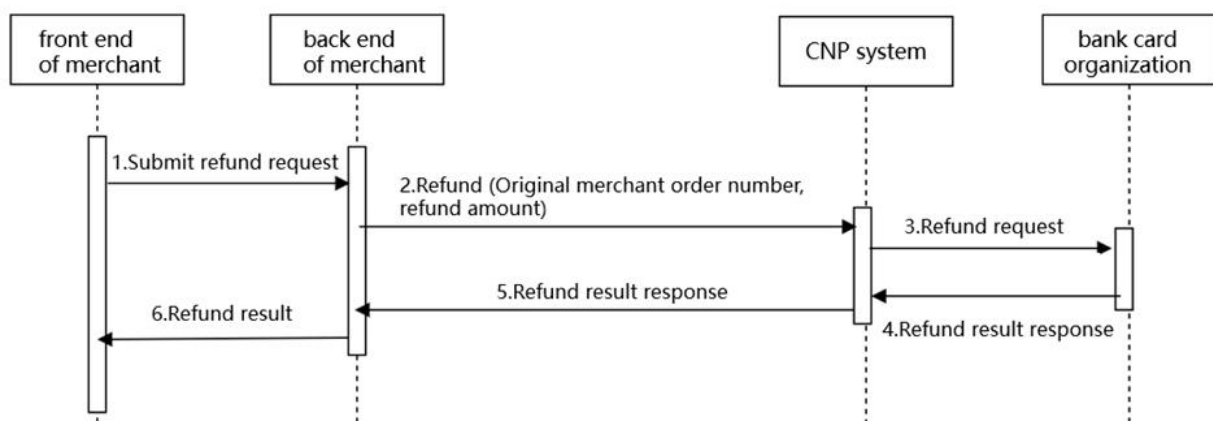 front end
of merchant
back end
of merchant
CNP system
bank card
organization
1.Submit refund request
2.Refund (Original merchant order number,
refund amount)
3.Refund request
4.Refund result response
5.Refund result response
6.Refund result